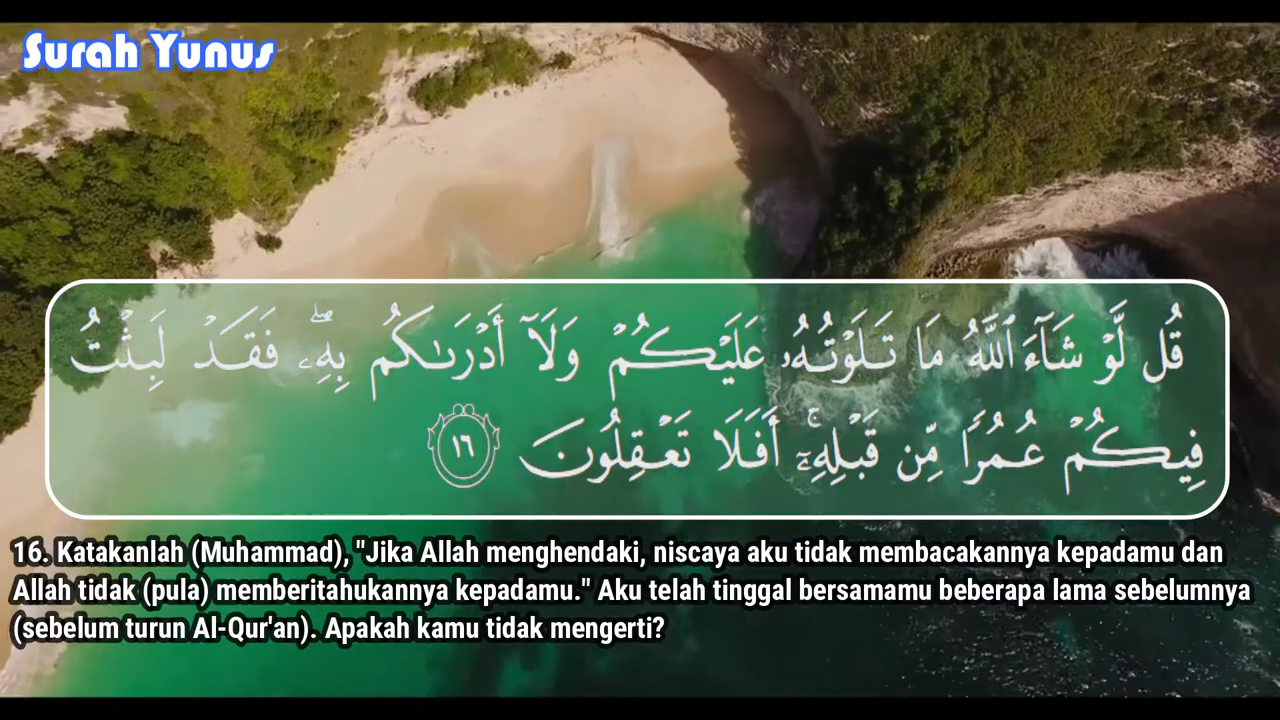 Surah Yunus
قُل لَّوْ شَآءَ ٱللَّهُ مَا تَلَوْتُهُۥ عَلَيْكُمْ وَلَآ أَدْرَىٰكُم بِهِۦ ۖ فَقَدْ لَبِثْتُ
فِيكُمْ عُمُرًا مِّن قَبْلِهِۦٓ ۚ أَفَلَا تَعْقِلُونَ ١٦
16. Katakanlah (Muhammad), "Jika Allah menghendaki, niscaya aku tidak membacakannya kepadamu dan
Allah tidak (pula) memberitahukannya kepadamu." Aku telah tinggal bersamamu beberapa lama sebelumnya
(sebelum turun Al-Qur'an). Apakah kamu tidak mengerti?